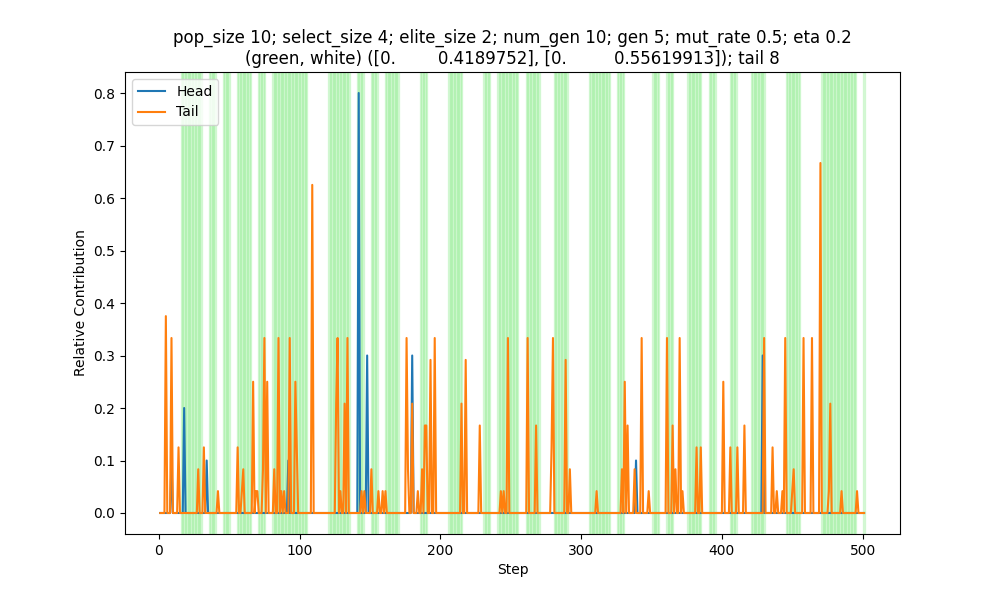 pop_size 10; select_size 4; elite_size 2; num_gen 10; gen 5; mut_rate 0.5; eta 0.2
(green, white) ([0. 0.4189752], [0. 0.55619913]); tail 8
Head
Tail
0.8
0.7
0.6
0.5
0.4
0.3
0.2
0.1
0.0
Relative Contribution
0 100 200 300 400 500
Step